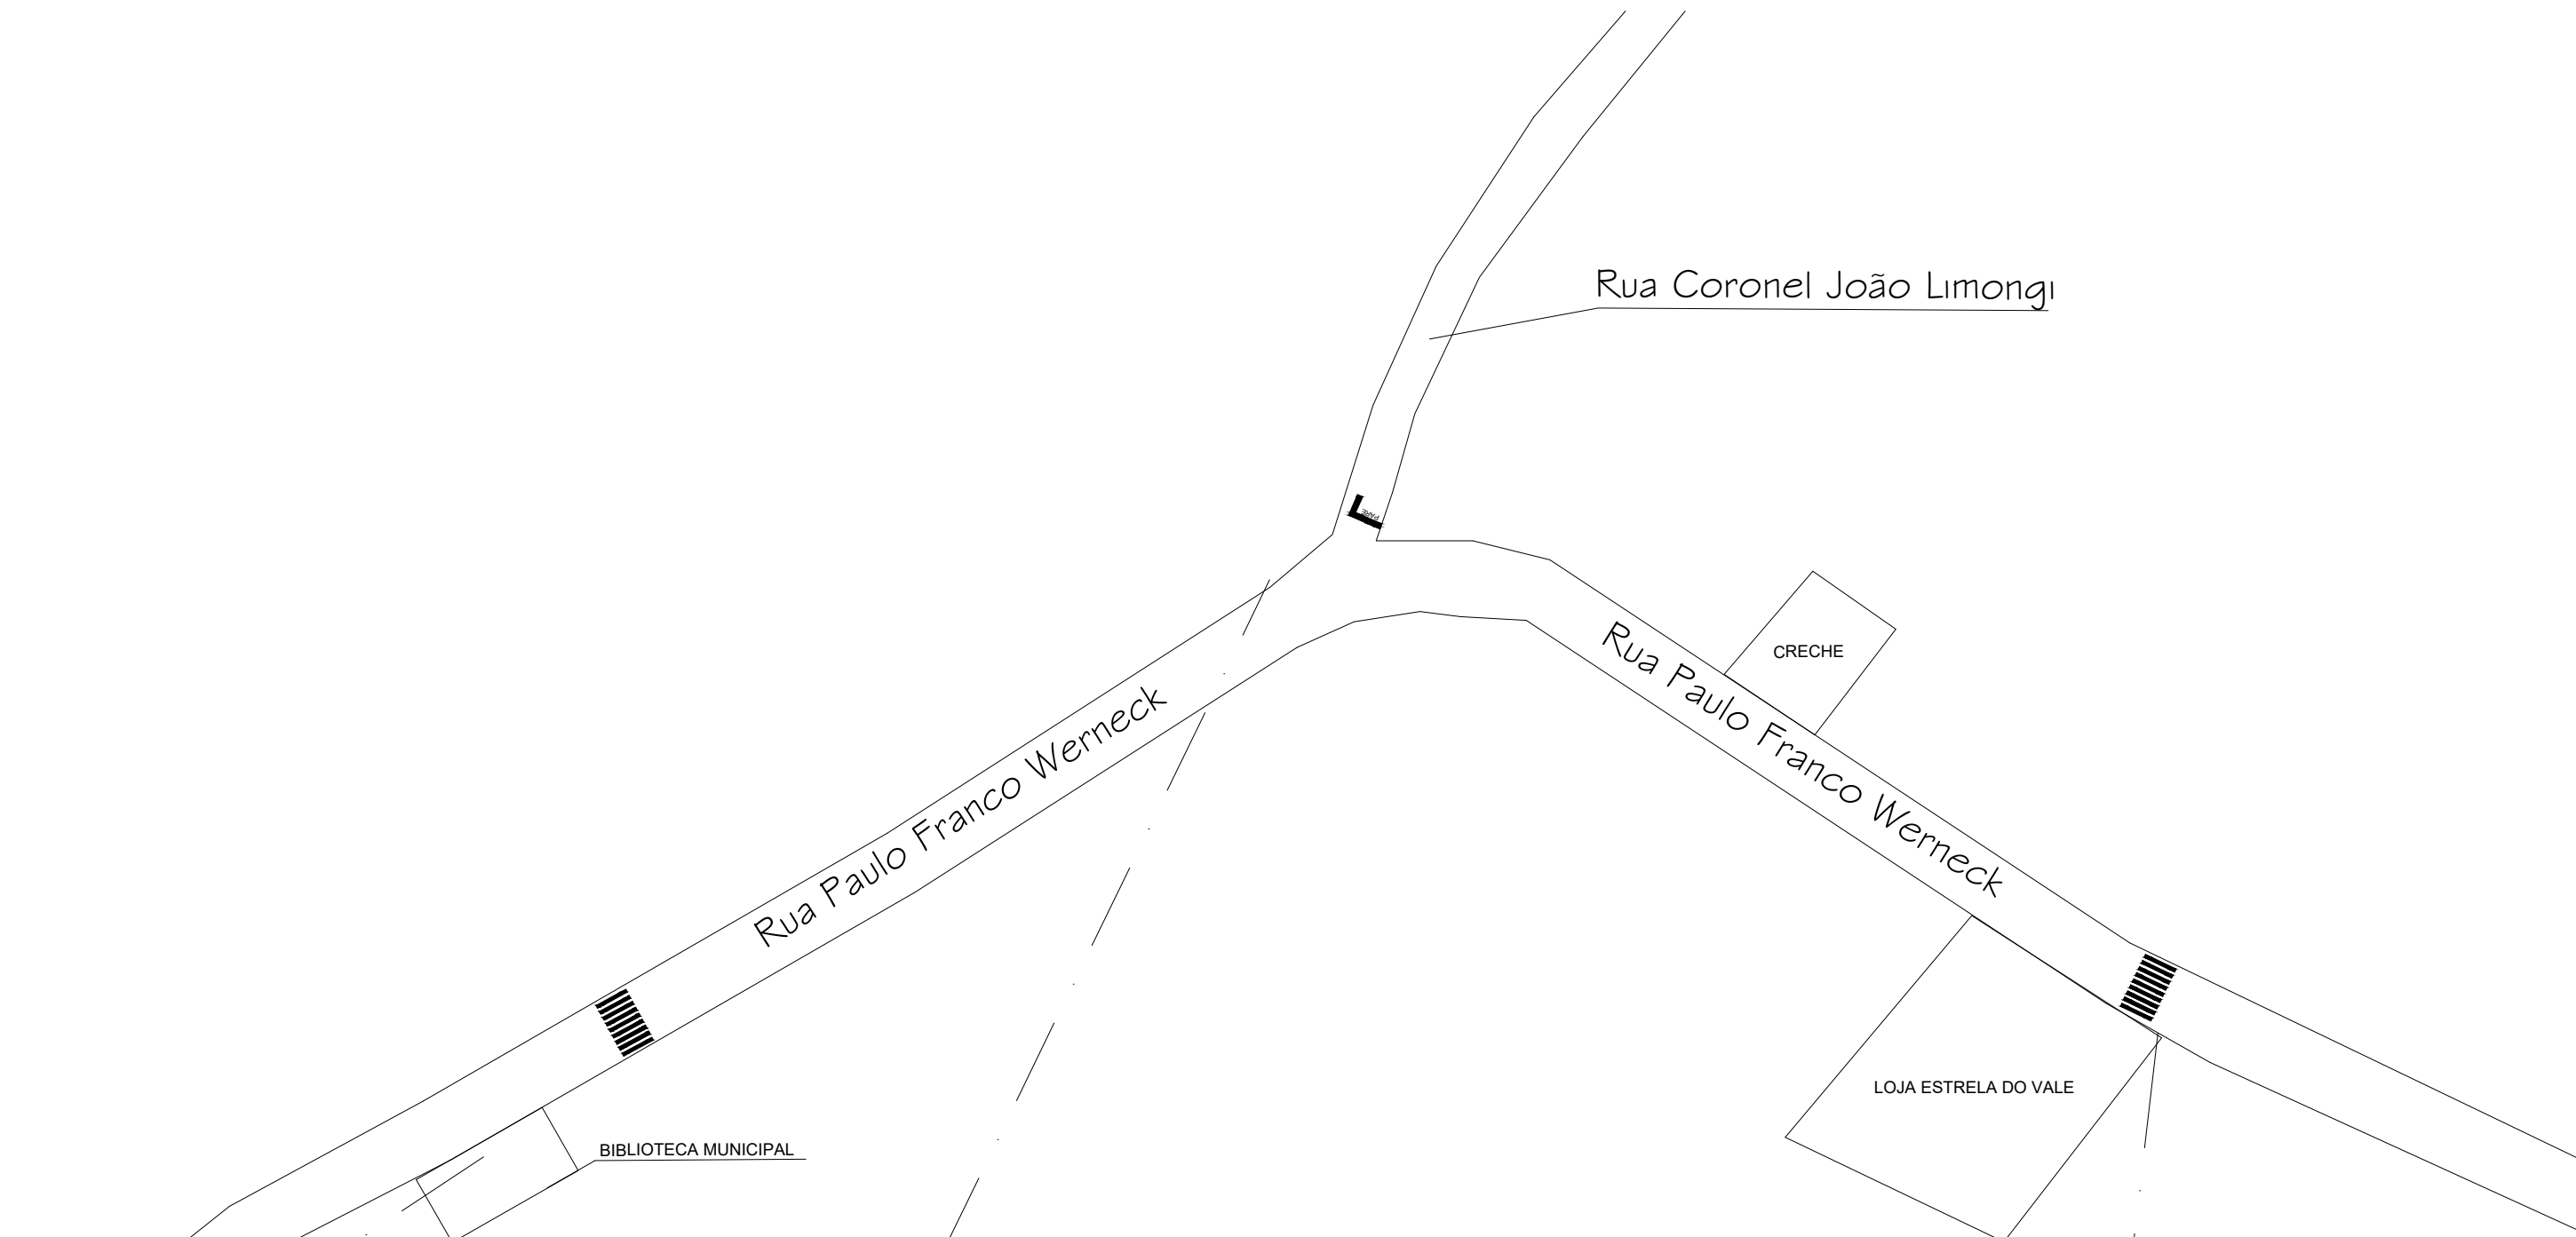 Rua Coronel João Limongi
PARE
CRECHE
Rua Paulo Franco Werneck
Rua Paulo Franco Werneck
LOJA ESTRELA DO VALE
BIBLIOTECA MUNICIPAL